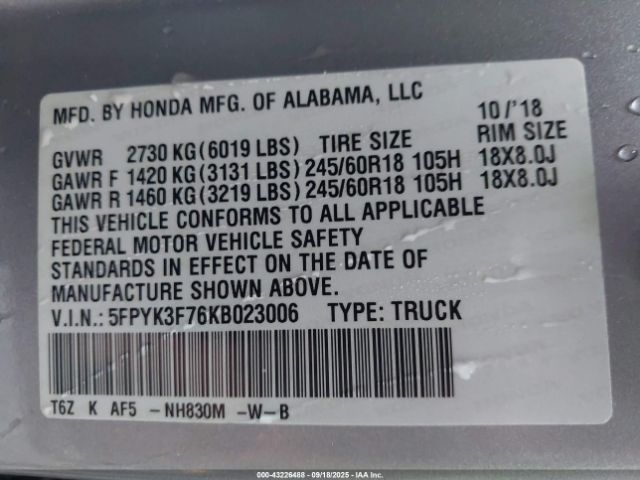 MFD. BY HONDA MFG. OF ALABAMA, LLC 10/'18
GVWR 2730 KG(6019 LBS) TIRE SIZE RIM SIZE
GAWR F 1420 KG(3131 LBS) 245/60R18 105H 18X8.0J
GAWR R 1460 KG(3219 LBS) 245/60R18 105H 18X8.0J
THIS VEHICLE CONFORMS TO ALL APPLICABLE
FEDERAL MOTOR VEHICLE SAFETY
STANDARDS IN EFFECT ON THE DATE OF
MANUFACTURE SHOWN ABOVE.
V.I.N.: 5FPYK3F76KB023006 TYPE: TRUCK
T6Z K AF5 -NH830M -W-B
000-43226488 - 09/18/2025 - © IAA, Inc.